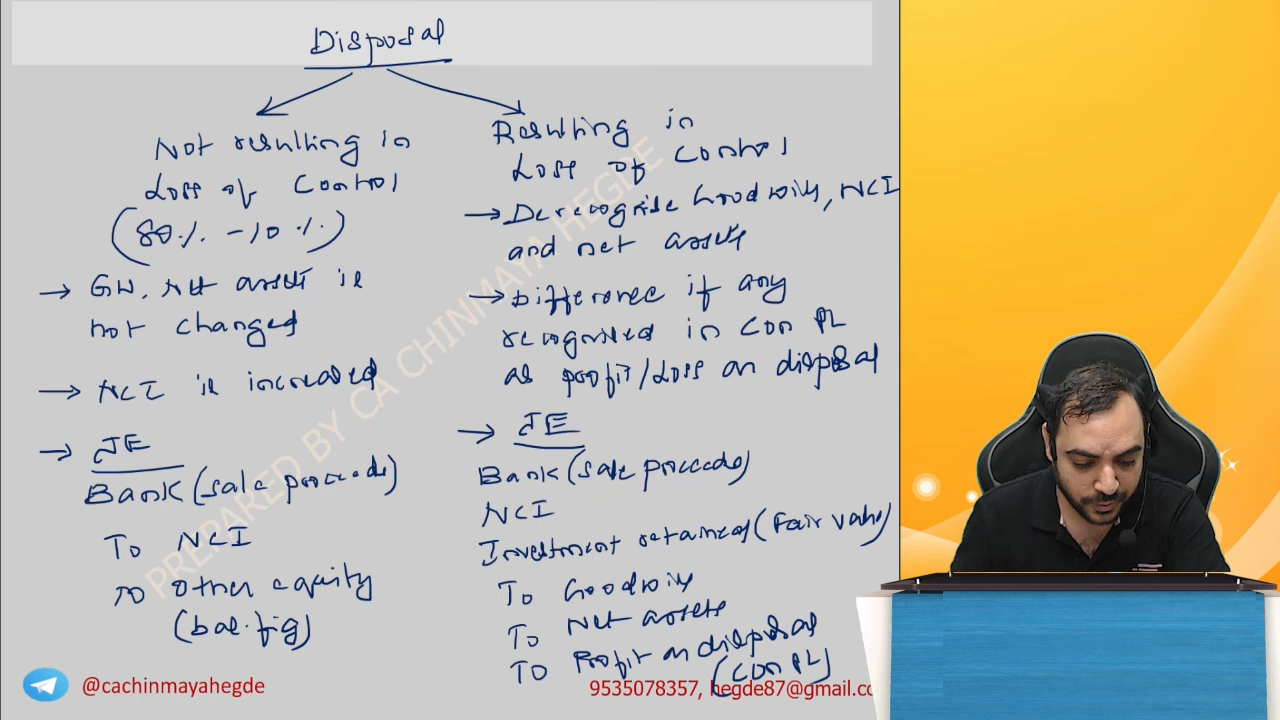 Disposal
Not resulting in
Loss of control
(80% - 10%)
→ GW, Net asset is
not changed
→ NCI is increased
→ JE
Bank (sale proceeds)
To NCI
To other equity
(bal. fig)
Resulting in
Loss of control
→ Derecognise Goodwill, NCI
and net assets
→ Difference if any
recognised in Con PL
as profit/Loss on disposal
→ JE
Bank (sale proceeds)
NCI
Investment retained (Fair value)
To Goodwill
To Net assets
To Profit on disposal
(Con PL)
PREPARED BY CA CHINMAYA HEGDE
@cachinmayahegde
9535078357, hegde87@gmail.co